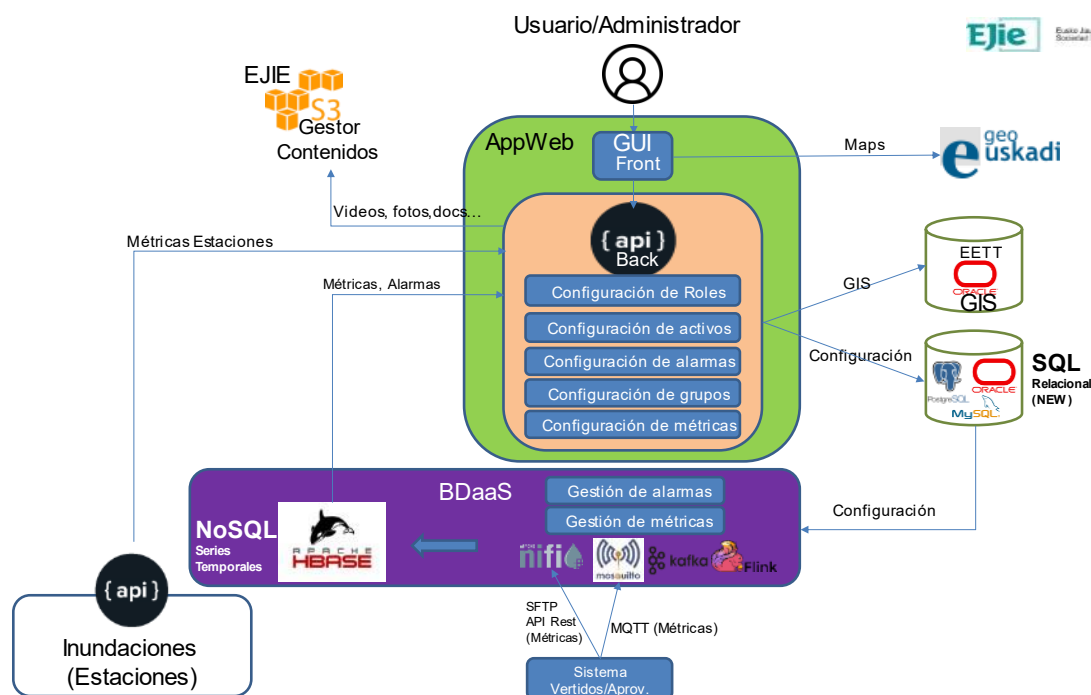 Usuario/Administrador
EJie
EJIE
S3
Gestor
Contenidos
AppWeb
GUI
Front
Maps
geo
euskadi
Videos, fotos,docs...
{api}
Back
Métricas Estaciones
Métricas, Alarmas
Configuración de Roles
Configuración de activos
Configuración de alarmas
Configuración de grupos
Configuración de métricas
GIS
EETT
ORACLE
GIS
Configuración
PostgreSQL
ORACLE
MySQL
SQL
Relacional
(NEW)
BDaaS
Gestión de alarmas
Gestión de métricas
Configuración
NoSQL
Series
Temporales
APACHE
HBASE
nifi
mosquitto
kafka
Flink
{api}
Inundaciones
(Estaciones)
SFTP
API Rest
(Métricas)
MQTT (Métricas)
Sistema
Vertidos/Aprov.